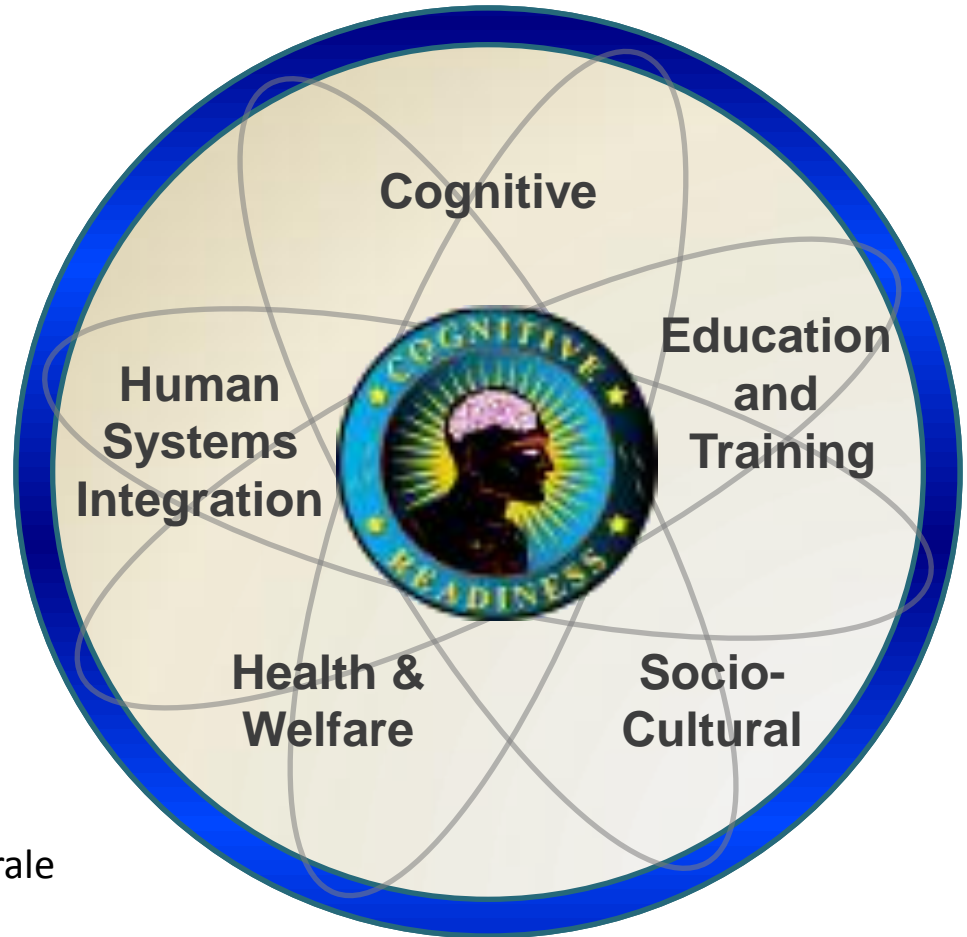 Cognitive
Education
and
Training
Human
Systems
Integration
COGNITIVE
READINESS
Health &
Welfare
Socio-
Cultural
rale